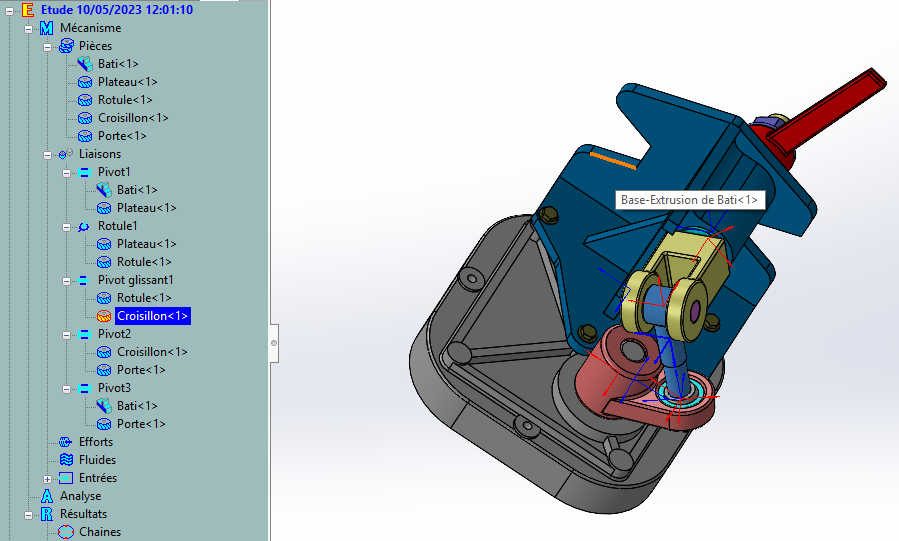 Etude 10/05/2023 12:01:10
Mécanisme
Pièces
Bati<1>
Plateau<1>
Rotule<1>
Croisillon<1>
Porte<1>
Liaisons
Pivot1
Bati<1>
Plateau<1>
Rotule1
Plateau<1>
Rotule<1>
Pivot glissant1
Rotule<1>
Croisillon<1>
Pivot2
Croisillon<1>
Porte<1>
Pivot3
Bati<1>
Porte<1>
Efforts
Fluides
Entrées
Analyse
Résultats
Chaines
Base-Extrusion de Bati<1>